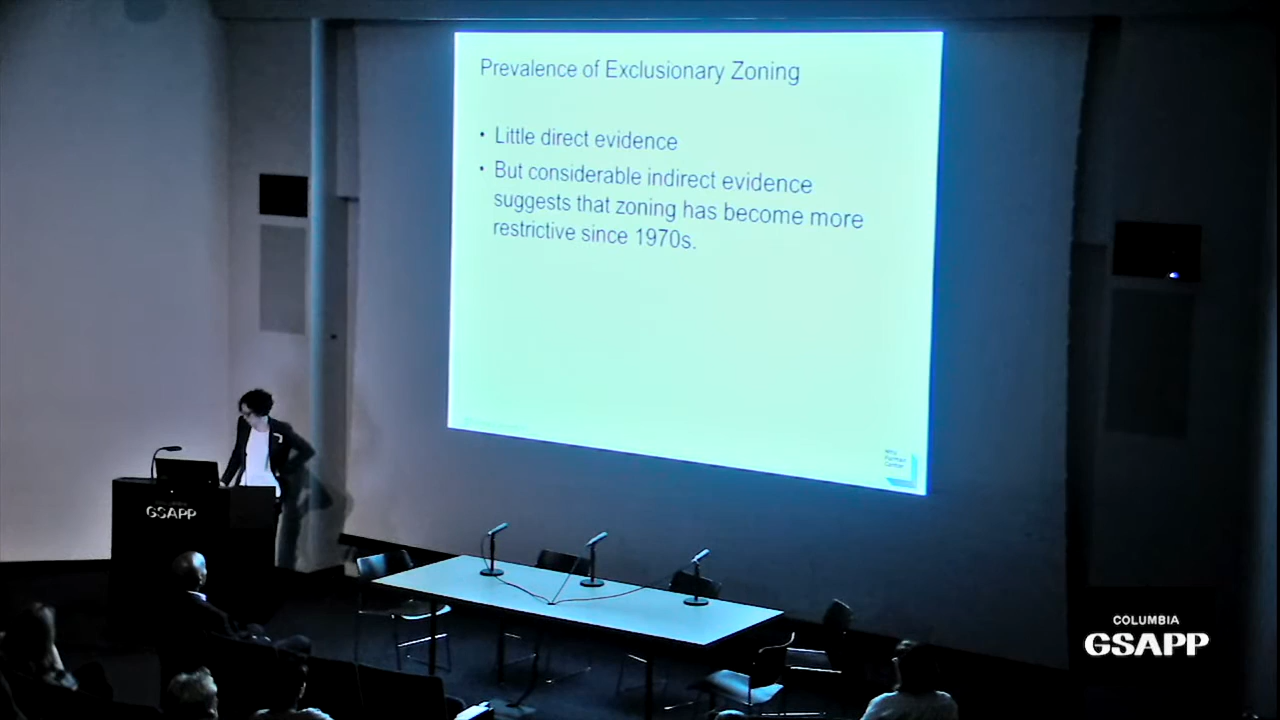 Prevalence of Exclusionary Zoning
• Little direct evidence
• But considerable indirect evidence
suggests that zoning has become more
restrictive since 1970s.
Center
GSAPP
COLUMBIA
GSAPP